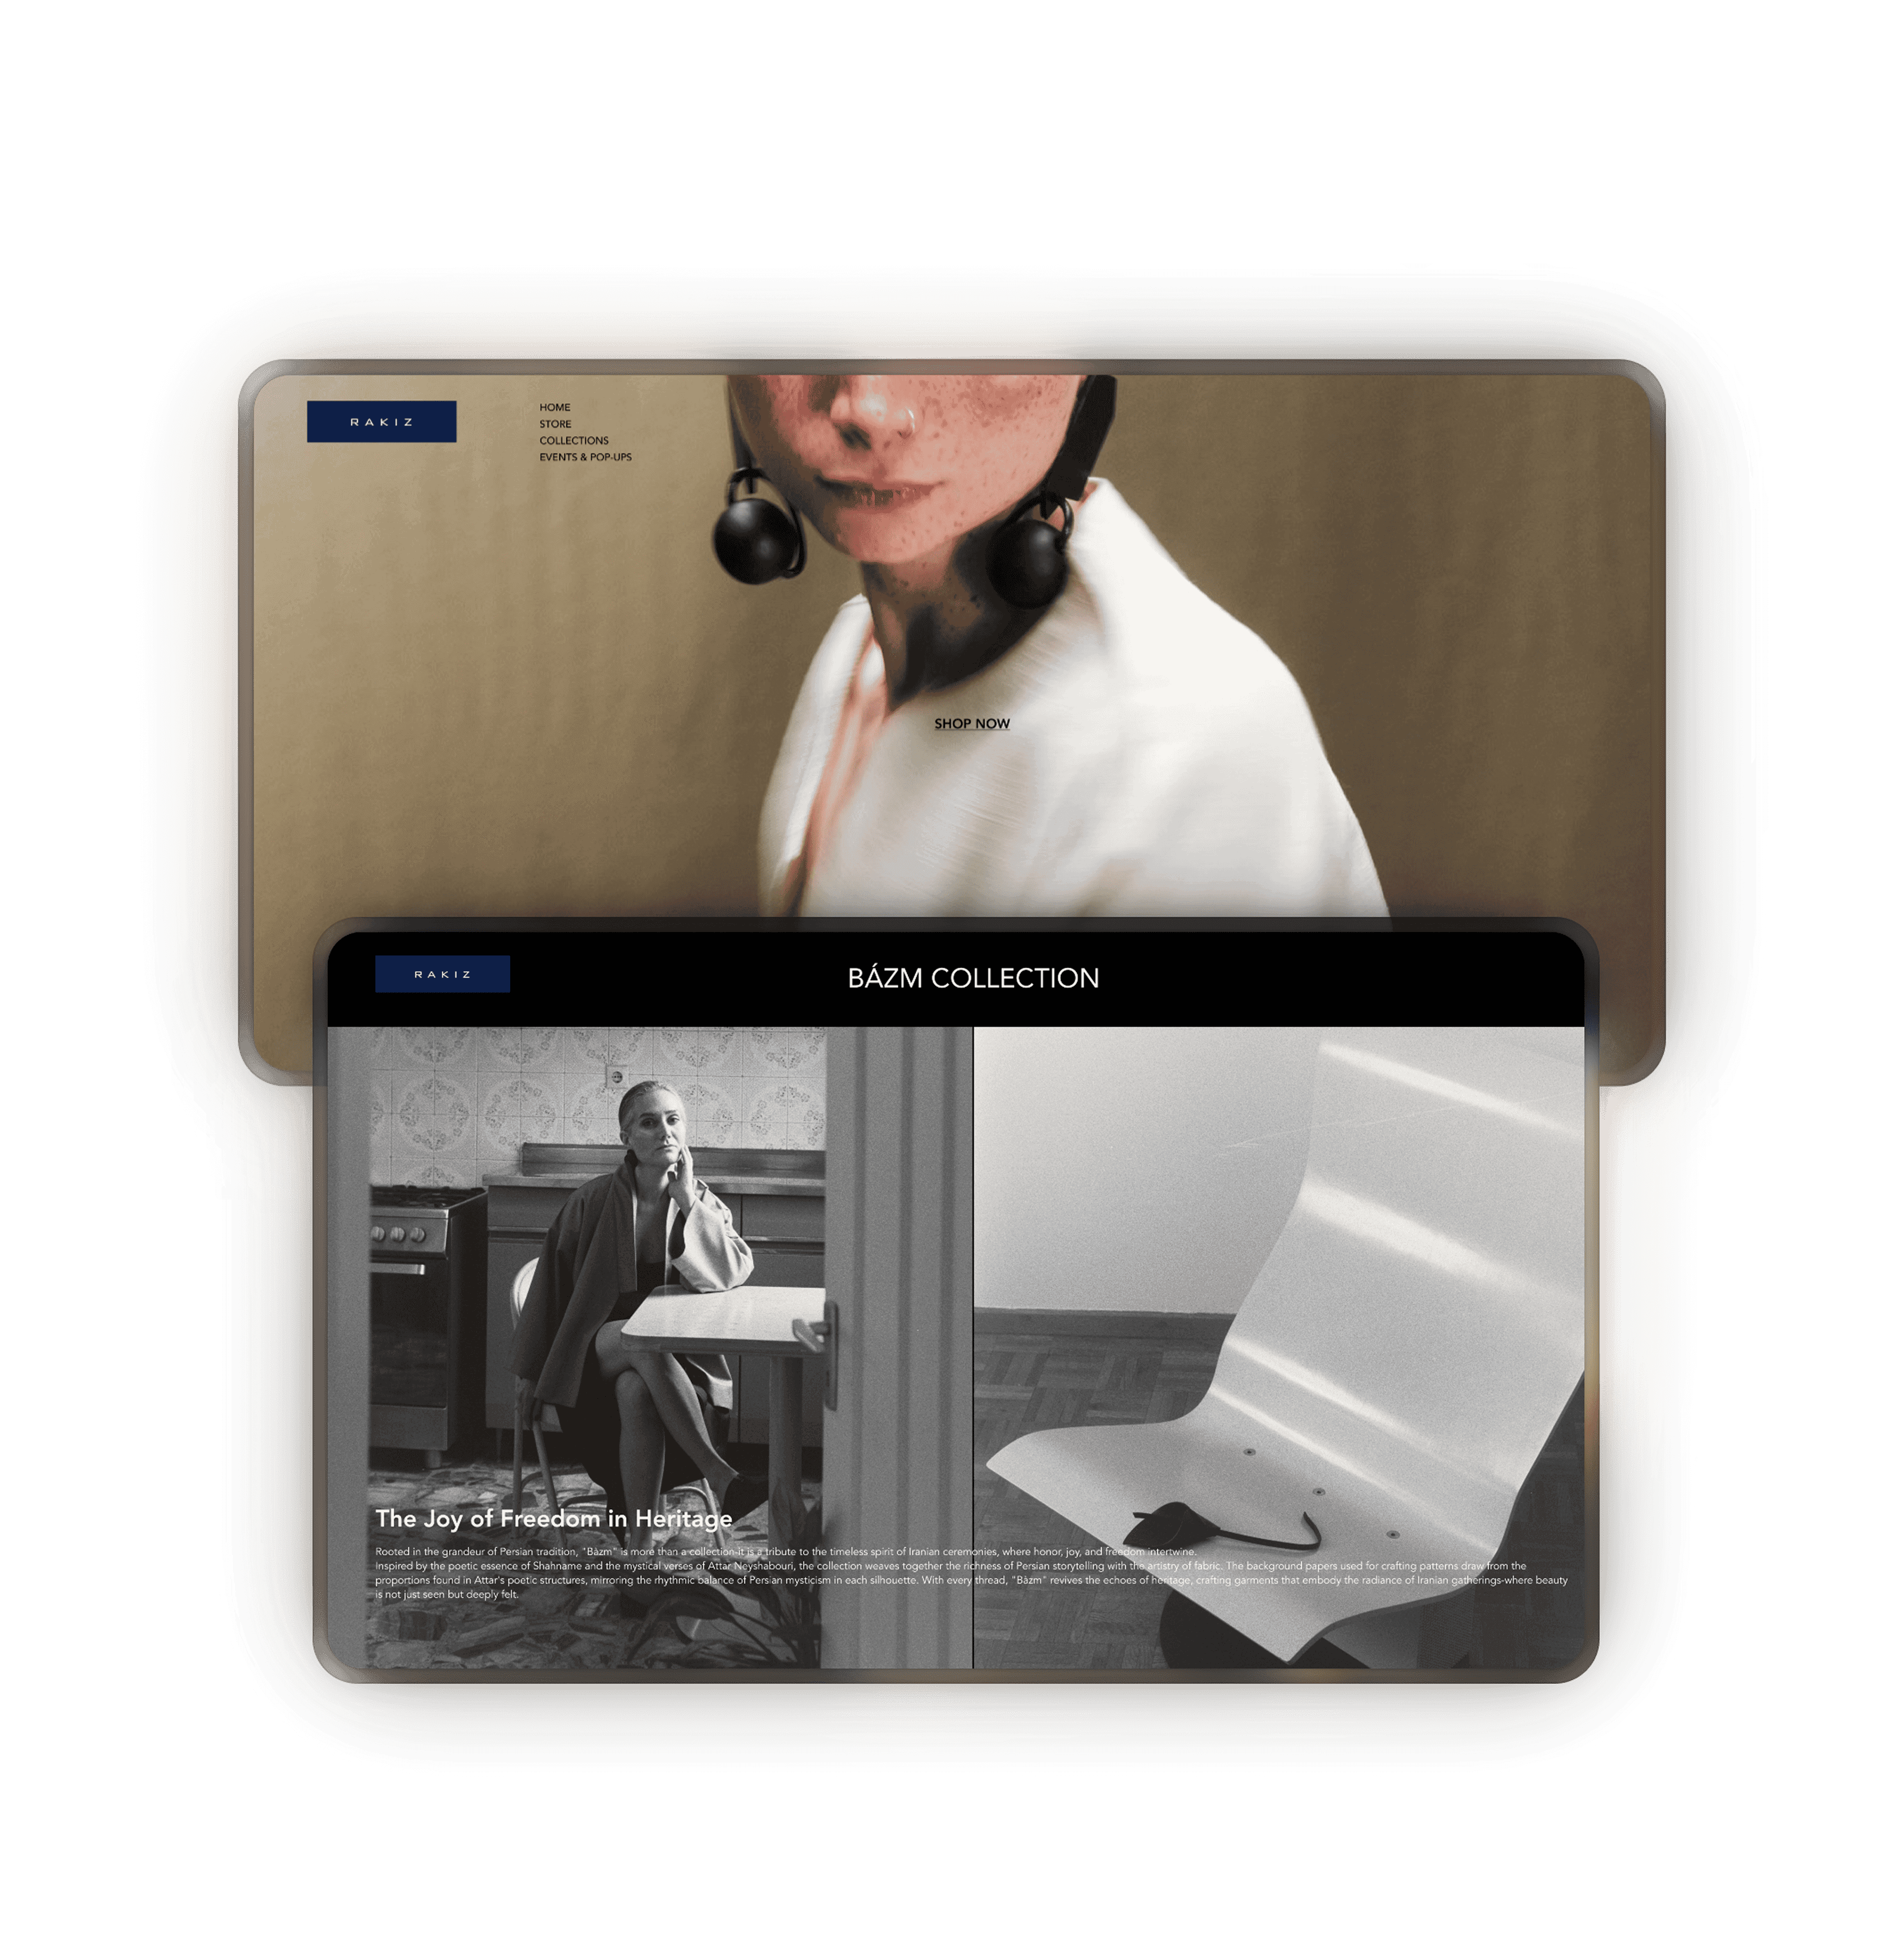 RAKIZ
HOME
STORE
COLLECTIONS
EVENTS & POP-UPS
SHOP NOW
RAKIZ
BÁZM COLLECTION
The Joy of Freedom in Heritage
Rooted in the grandeur of Persian tradition, "Bàzm" is more than a collection-it is a tribute to the timeless spirit of Iranian ceremonies, where honor, joy, and freedom intertwine.
Inspired by the poetic essence of Shahname and the mystical verses of Attar Neyshabouri, the collection weaves together the richness of Persian storytelling with the artistry of fabric. The background papers used for crafting patterns draw from the
proportions found in Attar's poetic structures, mirroring the rhythmic balance of Persian mysticism in each silhouette. With every thread, "Bàzm" revives the echoes of heritage, crafting garments that embody the radiance of Iranian gatherings-where beauty
is not just seen but deeply felt.